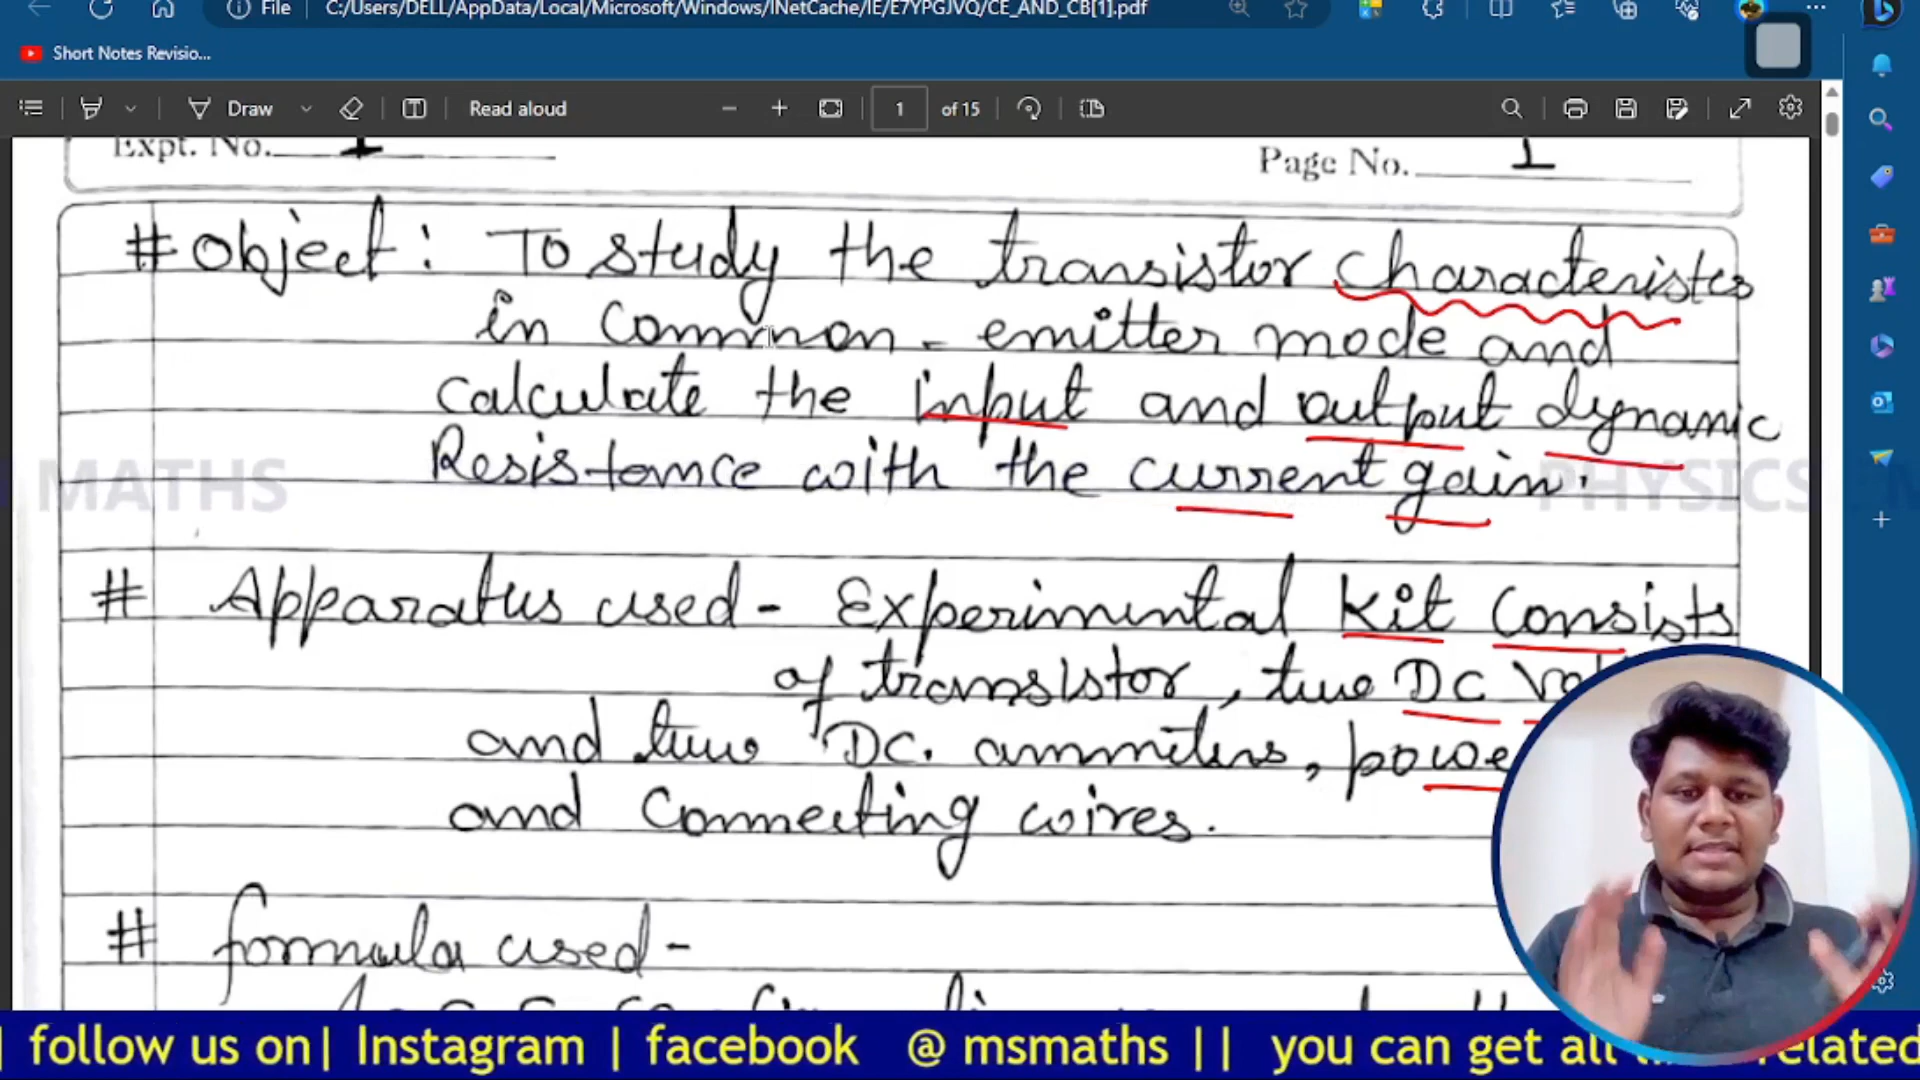 File C:/Users/DELL/AppData/Local/Microsoft/Windows/INetCache/IE/E7YPGJVQ/CE_AND_CB[1].pdf
Short Notes Revisio...
Draw Read aloud 1 of 15
Expt. No. 1 Page No. 1
# Object: To study the transistor characteristcs
in common - emitter mode and
calculate the input and output dynamic
Resistance with the current gain.
MATHS PHYSICS
# Apparatus used - Experimental Kit Consists
of transistor, two DC
and two DC. ammeters,
and Connecting wires.
# formula used -
| follow us on| Instagram | facebook @ msmaths || you can get all related